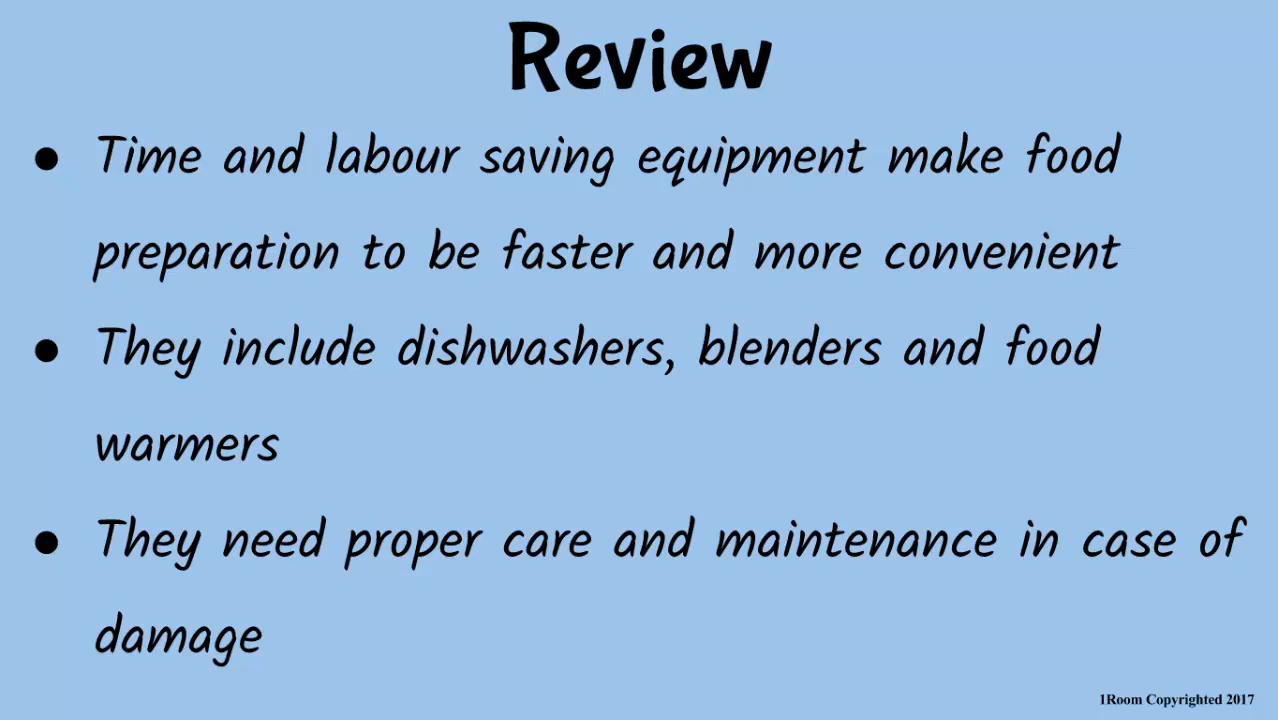 Review
● Time and labour saving equipment make food
preparation to be faster and more convenient
● They include dishwashers, blenders and food
warmers
● They need proper care and maintenance in case of
damage
1Room Copyrighted 2017